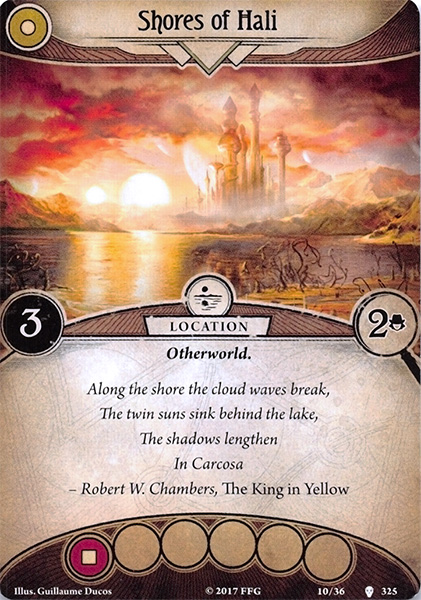 Shores of Hali
3
LOCATION
2
Otherworld.
Along the shore the cloud waves break,
The twin suns sink behind the lake,
The shadows lengthen
In Carcosa
– Robert W. Chambers, The King in Yellow
Illus. Guillaume Ducos
© 2017 FFG
10/36
325